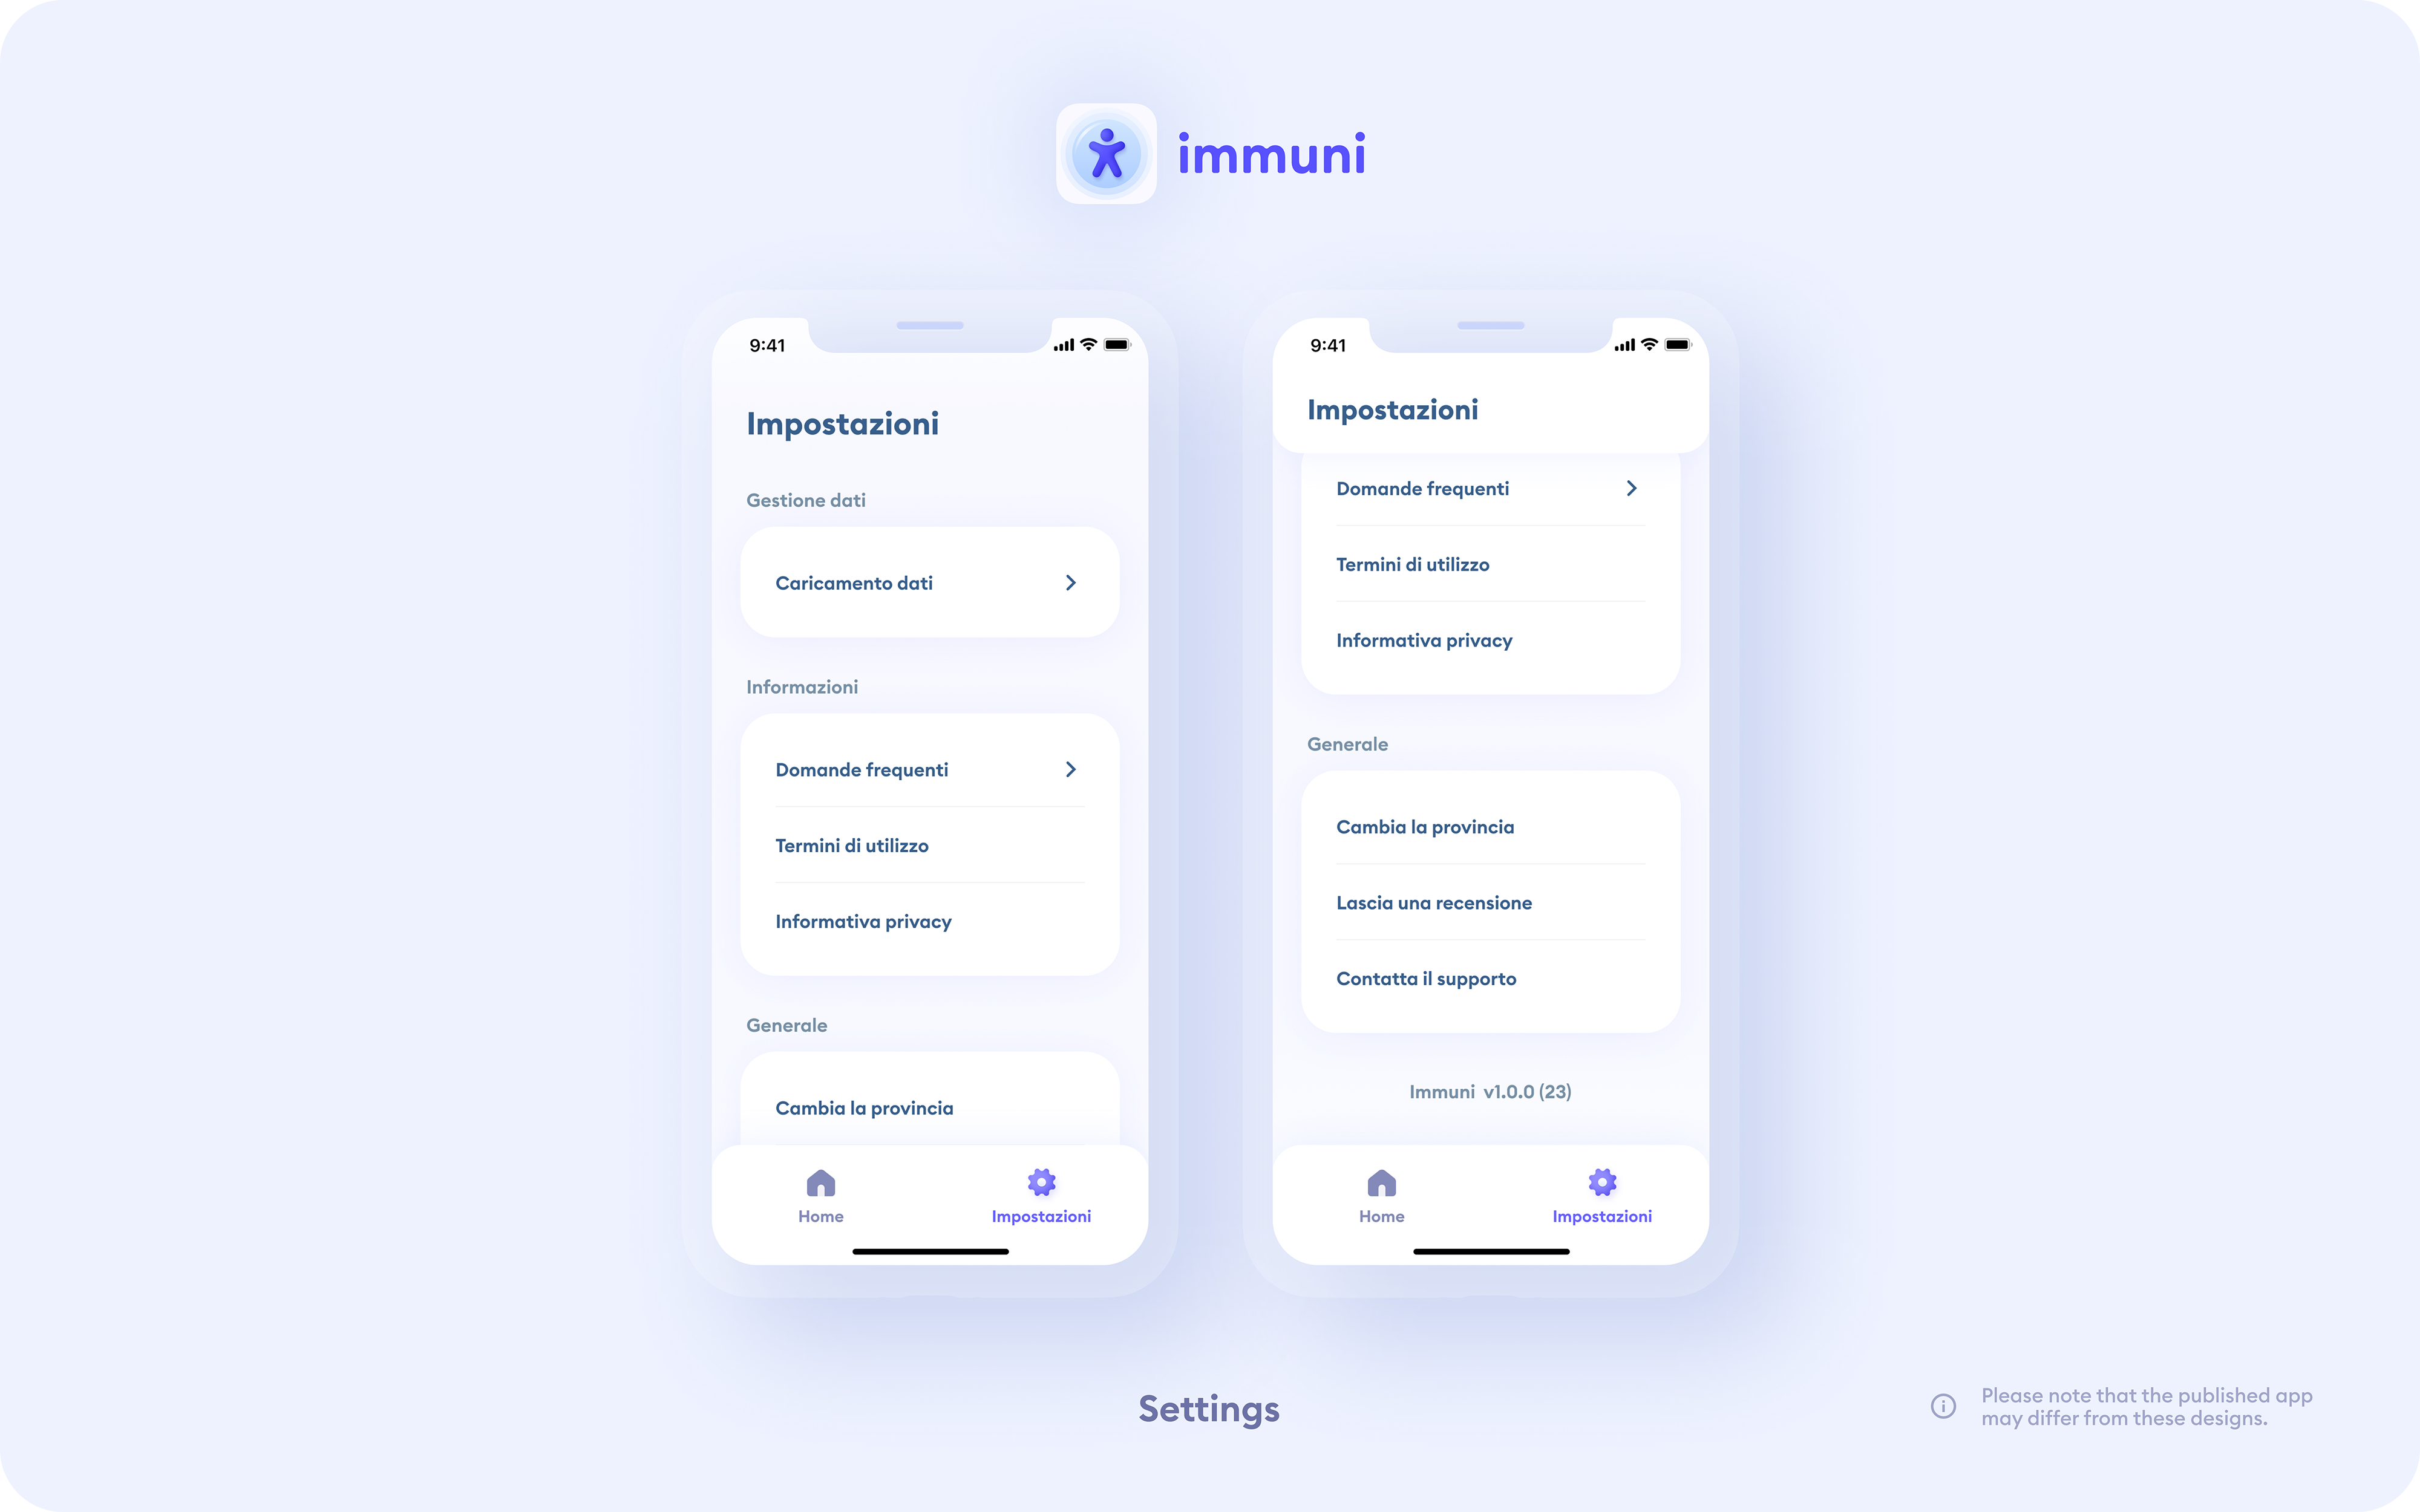 immuni
9:41
Impostazioni
Gestione dati
Caricamento dati
Informazioni
Domande frequenti
Termini di utilizzo
Informativa privacy
Generale
Cambia la provincia
Home
Impostazioni
9:41
Impostazioni
Domande frequenti
Termini di utilizzo
Informativa privacy
Generale
Cambia la provincia
Lascia una recensione
Contatta il supporto
Immuni v1.0.0 (23)
Home
Impostazioni
Settings
Please note that the published app
may differ from these designs.